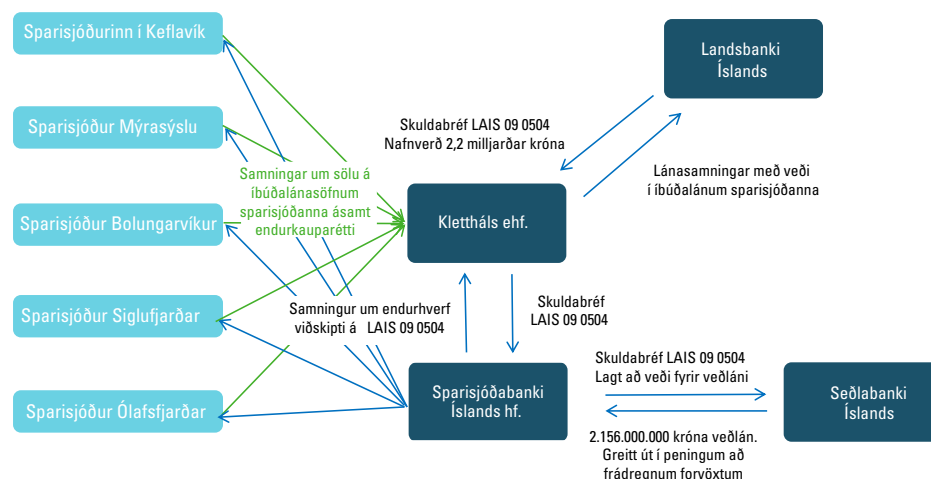 Sparisjóðurinn í Keflavík
Sparisjóður Mýrasýslu
Sparisjóður Bolungarvíkur
Sparisjóður Siglufjarðar
Sparisjóður Ólafsfjarðar
Samningar um sölu á
íbúðalánasöfnum
sparisjóðanna ásamt
endurkauparétti
Landsbanki
Íslands
Skuldabréf LAIS 09 0504
Nafnverð 2,2 milljarðar króna
Lánasamningar með veði
í íbúðalánum sparisjóðanna
Klettháls ehf.
Samningur um endurhverf
viðskipti á LAIS 09 0504
Skuldabréf
LAIS 09 0504
Sparisjóðabanki
Íslands hf.
Skuldabréf LAIS 09 0504
Lagt að veði fyrir veðláni
Seðlabanki
Íslands
2.156.000.000 króna veðlán.
Greitt út í peningum að
frádregnum forvöxtum